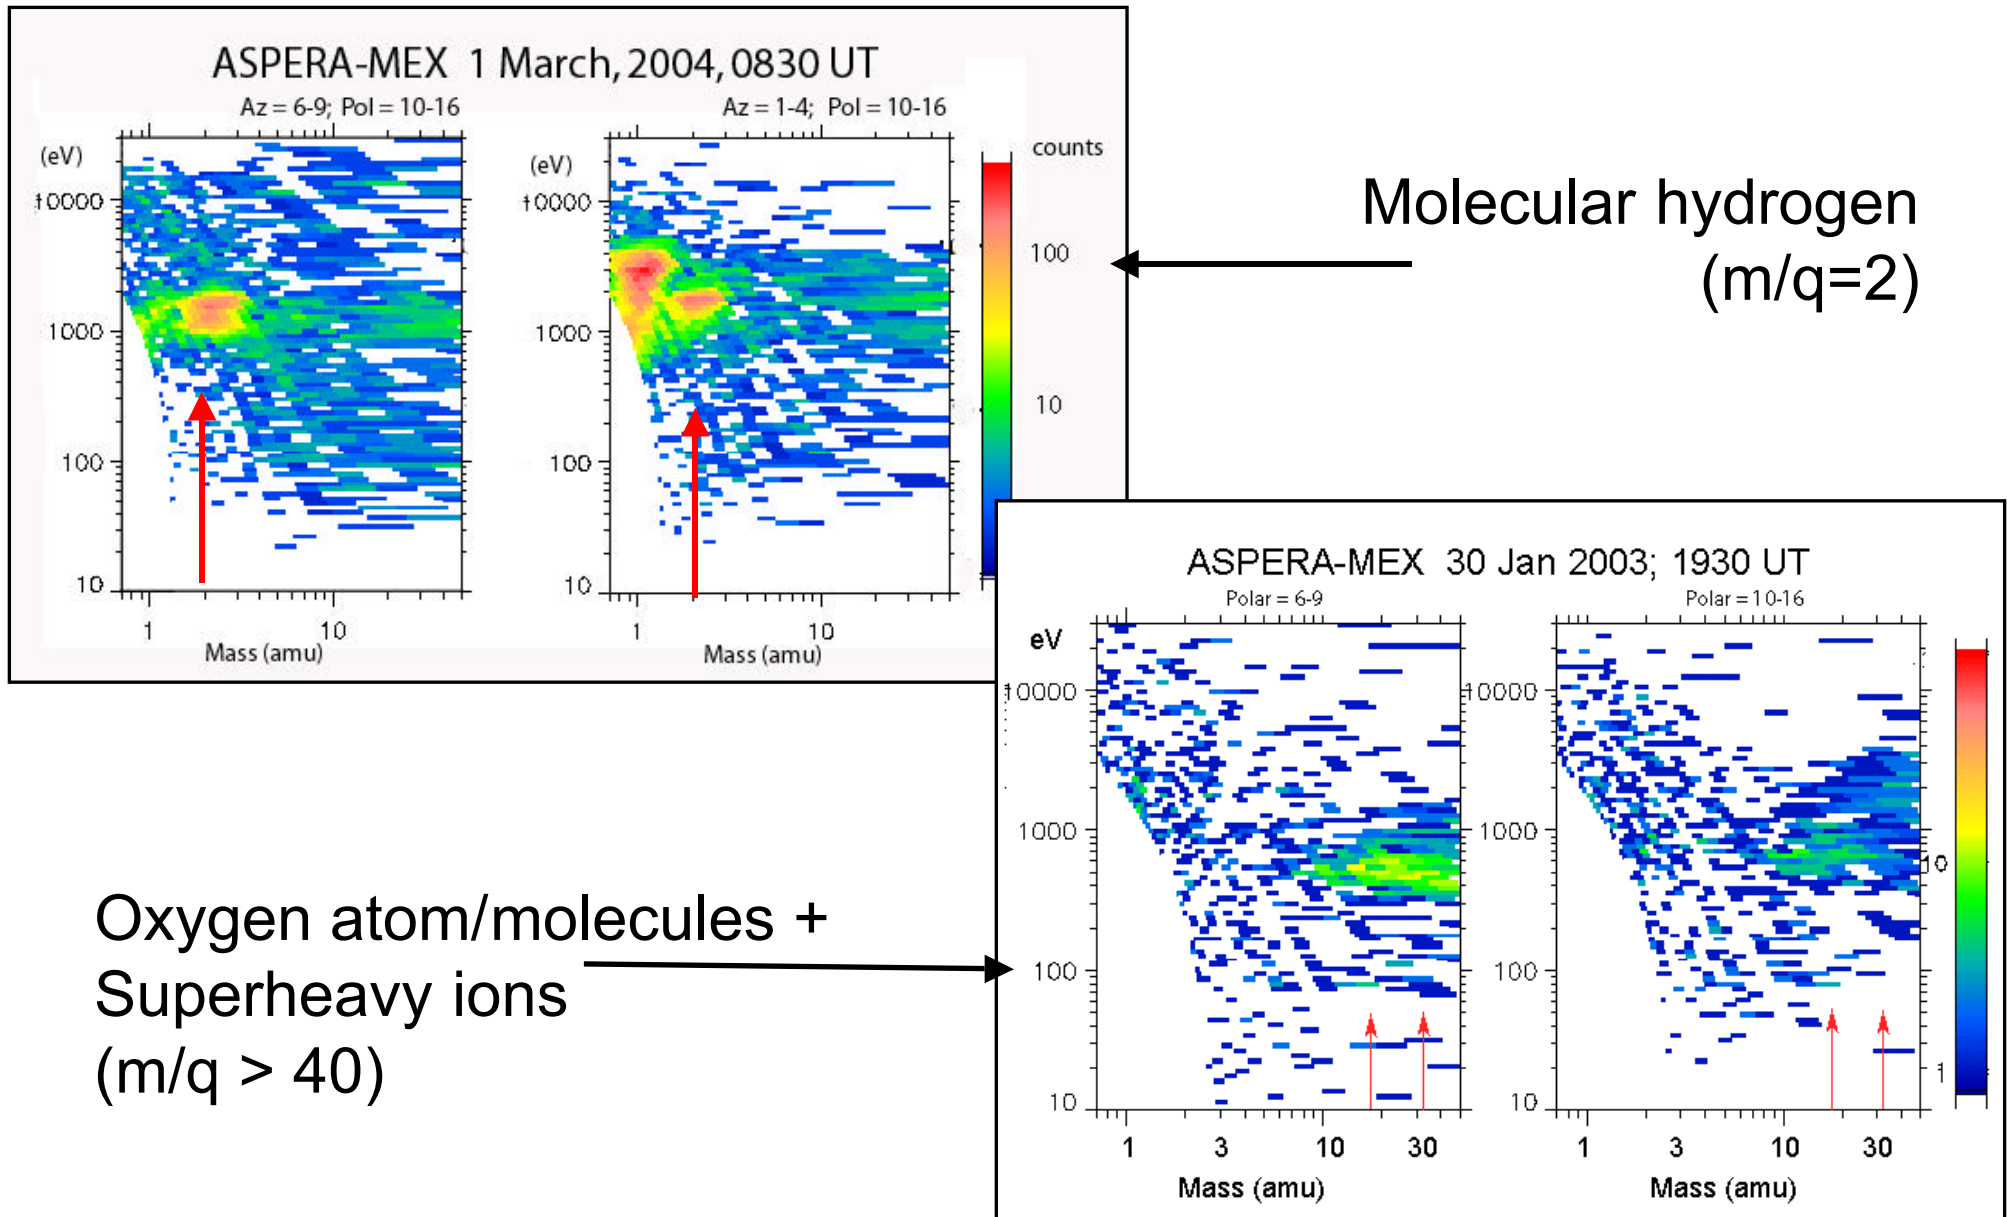 ASPERA-MEX 1 March, 2004, 0830 UT
Az = 6-9; Pol = 10-16
Az = 1-4; Pol = 10-16
(eV)
10000
1000
100
10
1 10
Mass (amu)
(eV)
10000
1000
100
10
1 10
Mass (amu)
counts
100
10
Molecular hydrogen
(m/q=2)
Oxygen atom/molecules +
Superheavy ions
(m/q > 40)
ASPERA-MEX 30 Jan 2003; 1930 UT
Polar = 6-9
Polar = 10-16
eV
10000
1000
100
10
1 3 10 30
Mass (amu)
10000
1000
100
10
1 3 10 30
Mass (amu)
10
1